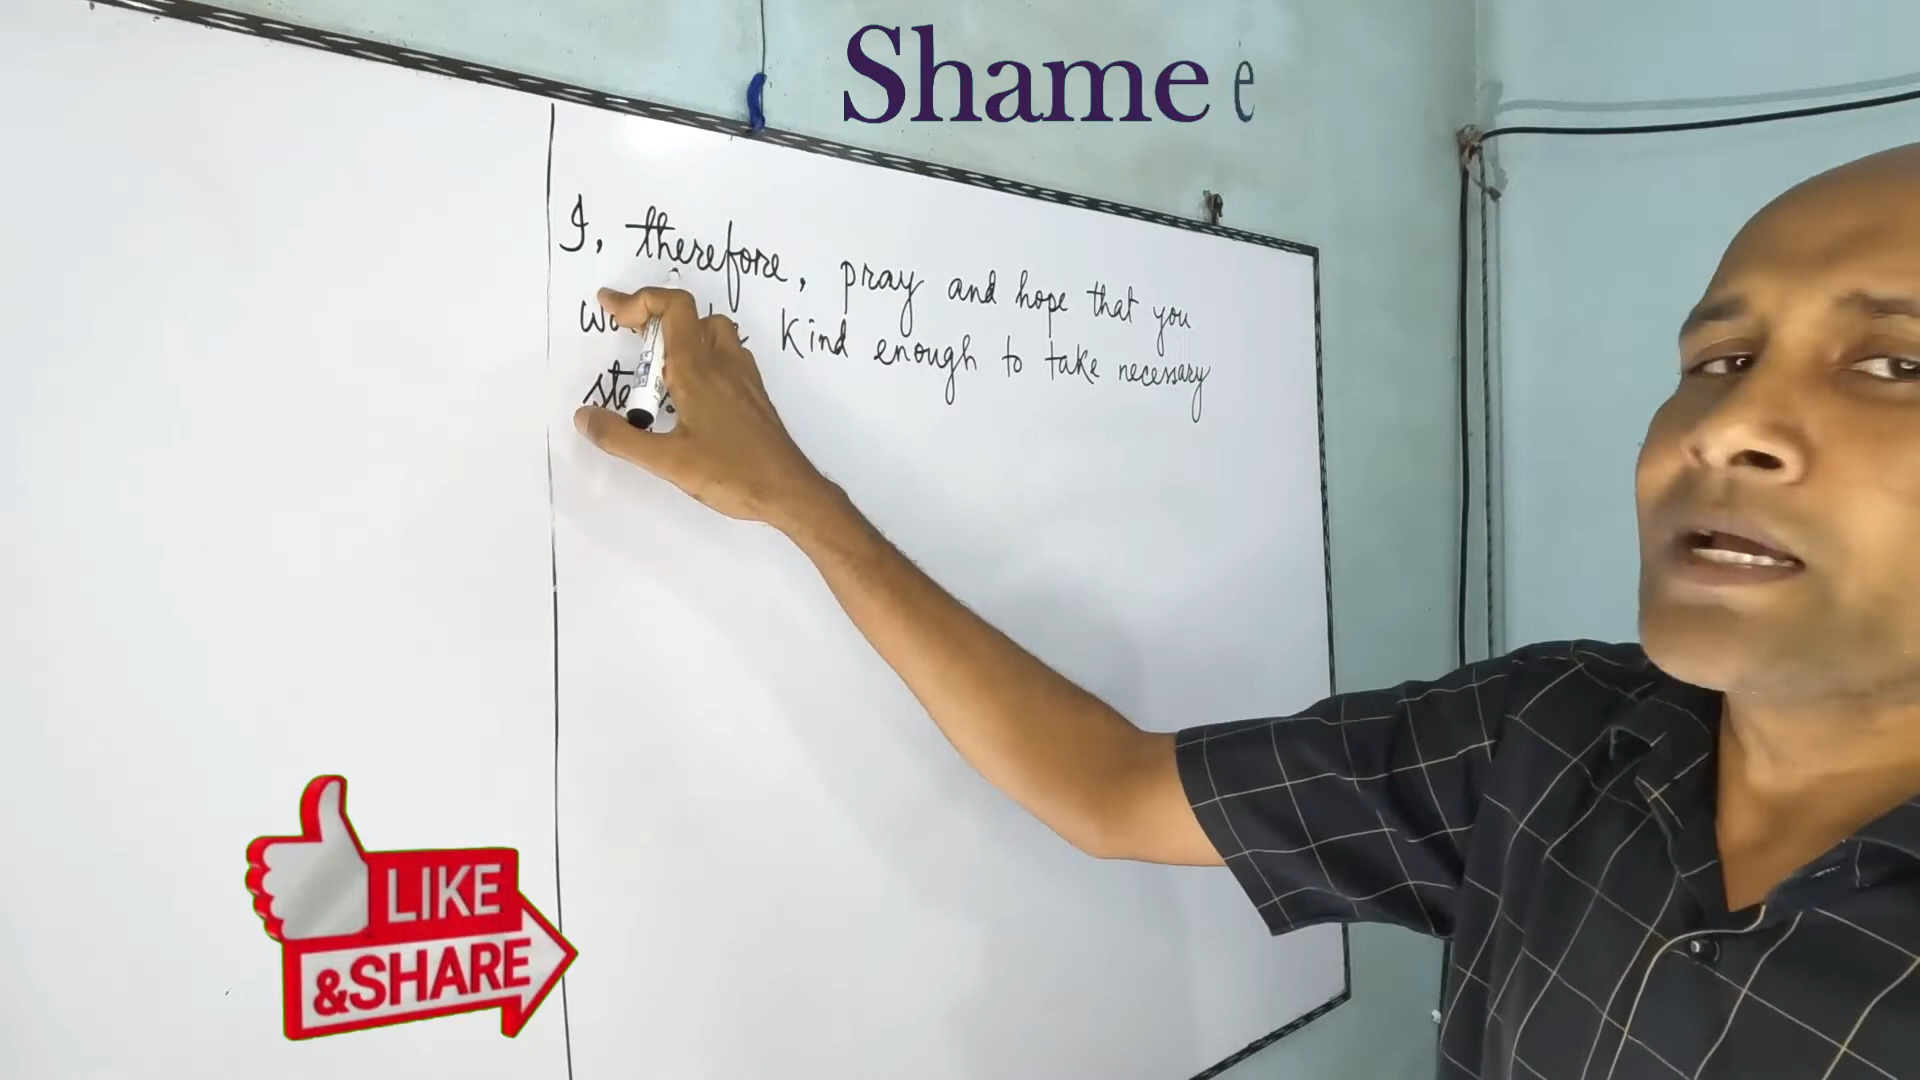 Shame e
I, therefore, pray and hope that you
kind enough to take necessary
LIKE
&SHARE